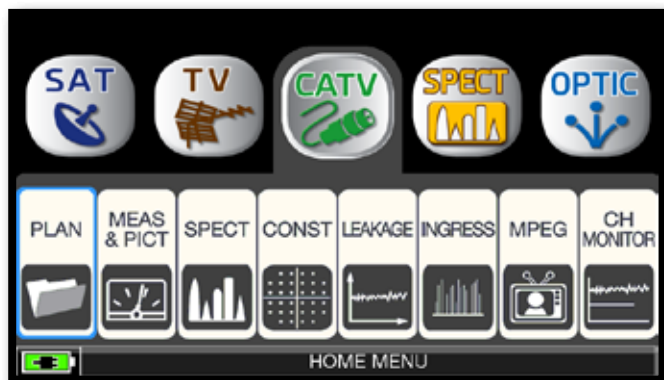 SAT TV CATV SPECT OPTIC
PLAN MEAS & PICT SPECT CONST LEAKAGE INGRESS MPEG CH MONITOR
HOME MENU